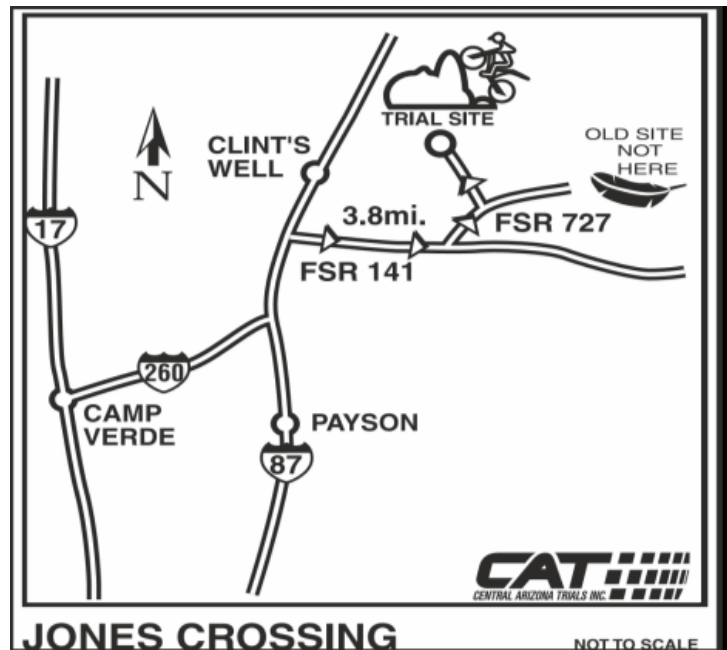 TRIAL SITE
CLINT'S
WELL
OLD SITE
NOT
HERE
N
17
3.8mi.
FSR 727
FSR 141
260
CAMP
VERDE
PAYSON
87
CAT
CENTRAL ARIZONA TRIALS INC.
JONES CROSSING
NOT TO SCALE